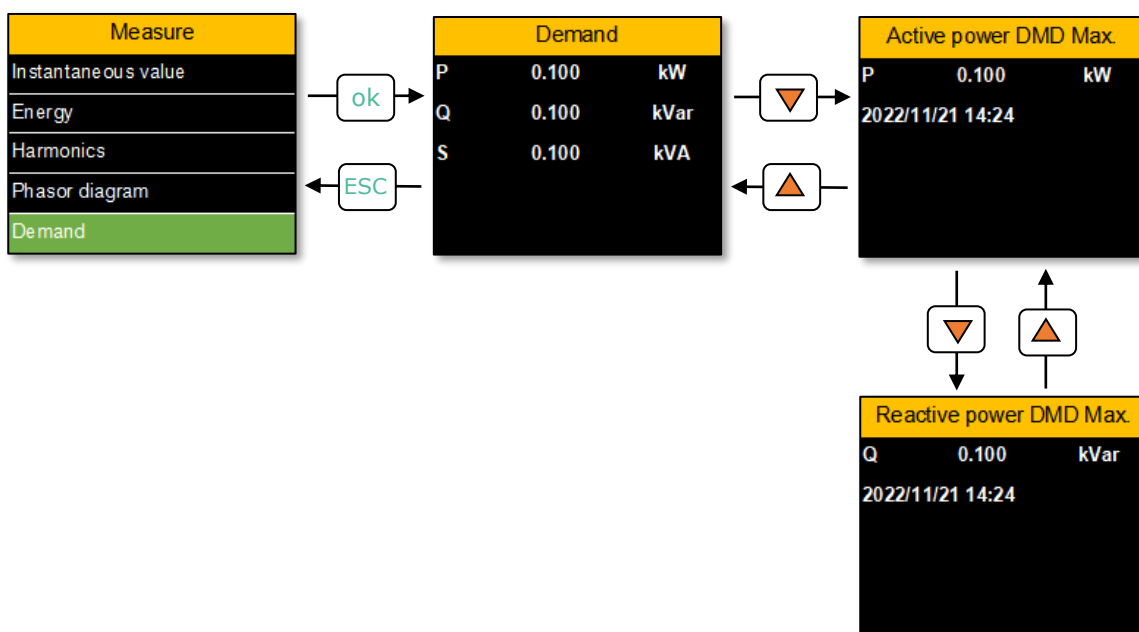 Measure
Instantaneous value
Energy
Harmonics
Phasor diagram
Demand
ok
ESC
Demand
P 0.100 kW
Q 0.100 kVar
S 0.100 kVA
Active power DMD Max.
P 0.100 kW
2022/11/21 14:24
Reactive power DMD Max.
Q 0.100 kVar
2022/11/21 14:24